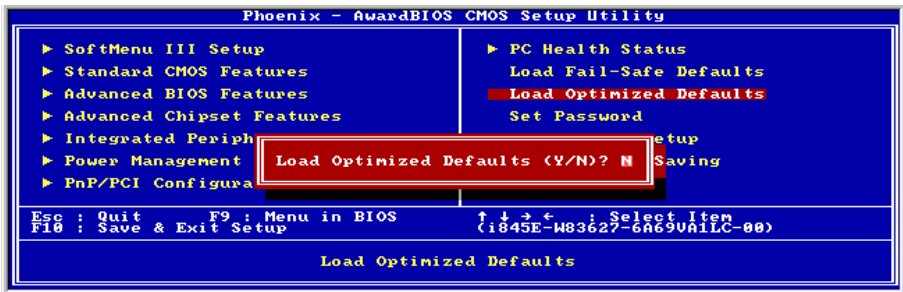 Phoenix - AwardBIOS CMOS Setup Utility
► SoftMenu III Setup
► Standard CMOS Features
► Advanced BIOS Features
► Advanced Chipset Features
► Integrated Periph
► Power Management
► PnP/PCI Configura
► PC Health Status
Load Fail-Safe Defaults
Load Optimized Defaults
Set Password
etup
Saving
Load Optimized Defaults (Y/N)? N
Esc : Quit F9 : Menu in BIOS ↑ ↓ → ← : Select Item
F10 : Save & Exit Setup (i845E-W83627-6A69VA1LC-00)
Load Optimized Defaults